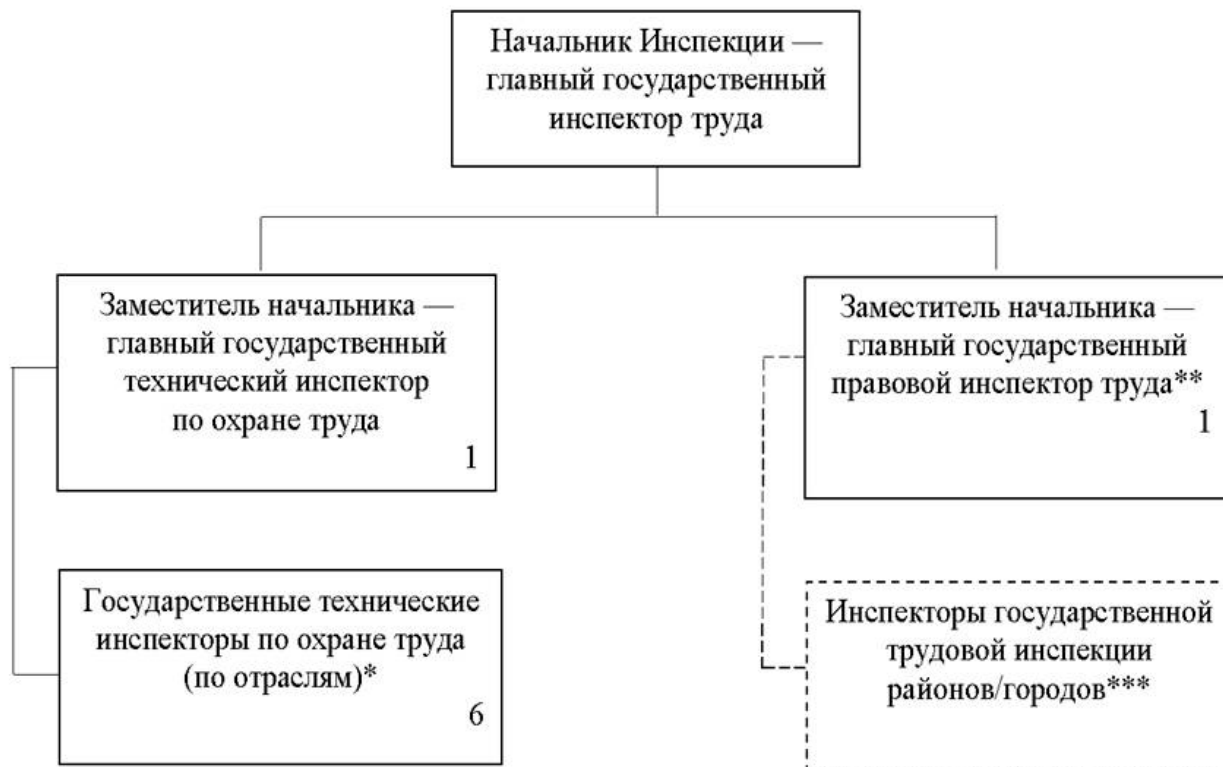 Начальник Инспекции —
главный государственный
инспектор труда
Заместитель начальника —
главный государственный
технический инспектор
по охране труда
1
Заместитель начальника —
главный государственный
правовой инспектор труда**
1
Государственные технические
инспекторы по охране труда
(по отраслям)*
6
Инспекторы государственной
трудовой инспекции
районов/городов***